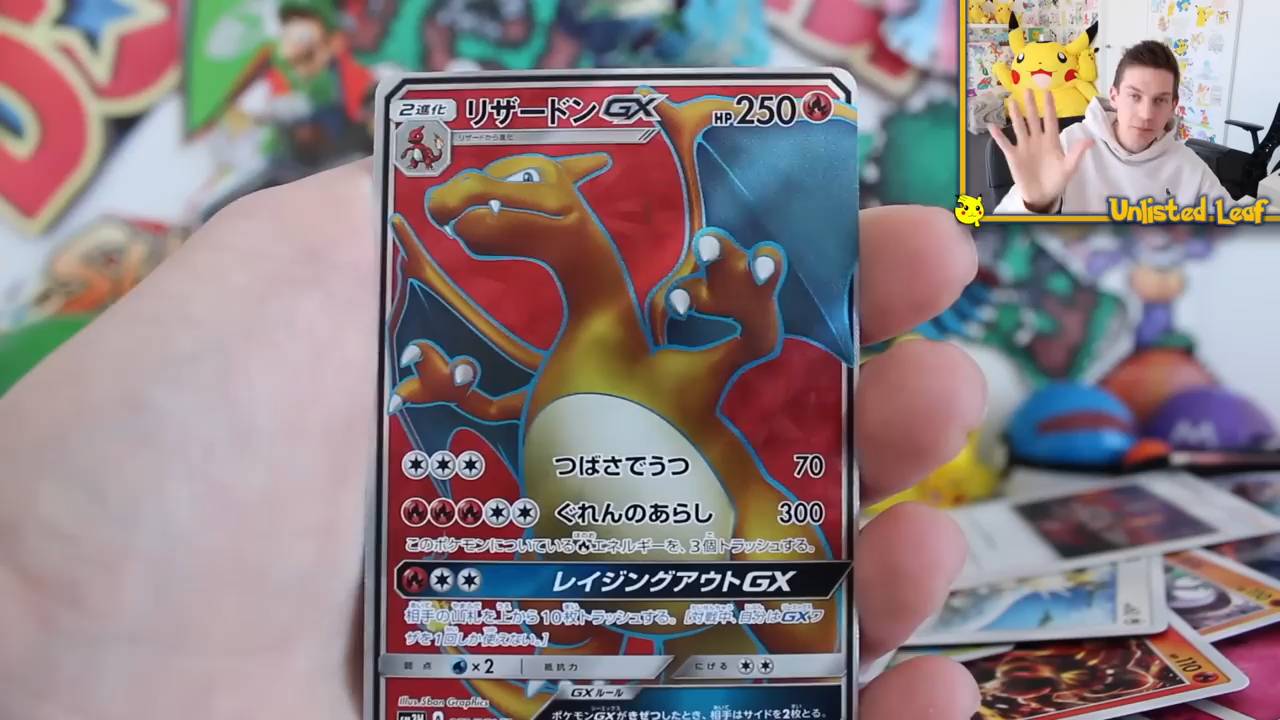 2進化 リザードンGX HP250
リザードから進化
Unlisted Leaf
つばさでうつ 70
ぐれんのあらし 300
このポケモンについている エネルギーを、3個トラッシュする。
レイジングアウトGX
相手の山札を上から10枚トラッシュする。[対戦中、自分はGXワ
ザを1回しか使えない。]
弱点 ×2 抵抗力 にげる
Illus. 5ban Graphics
GXルール
ポケモンGXがきぜつしたとき、相手はサイドを2枚とる。
110